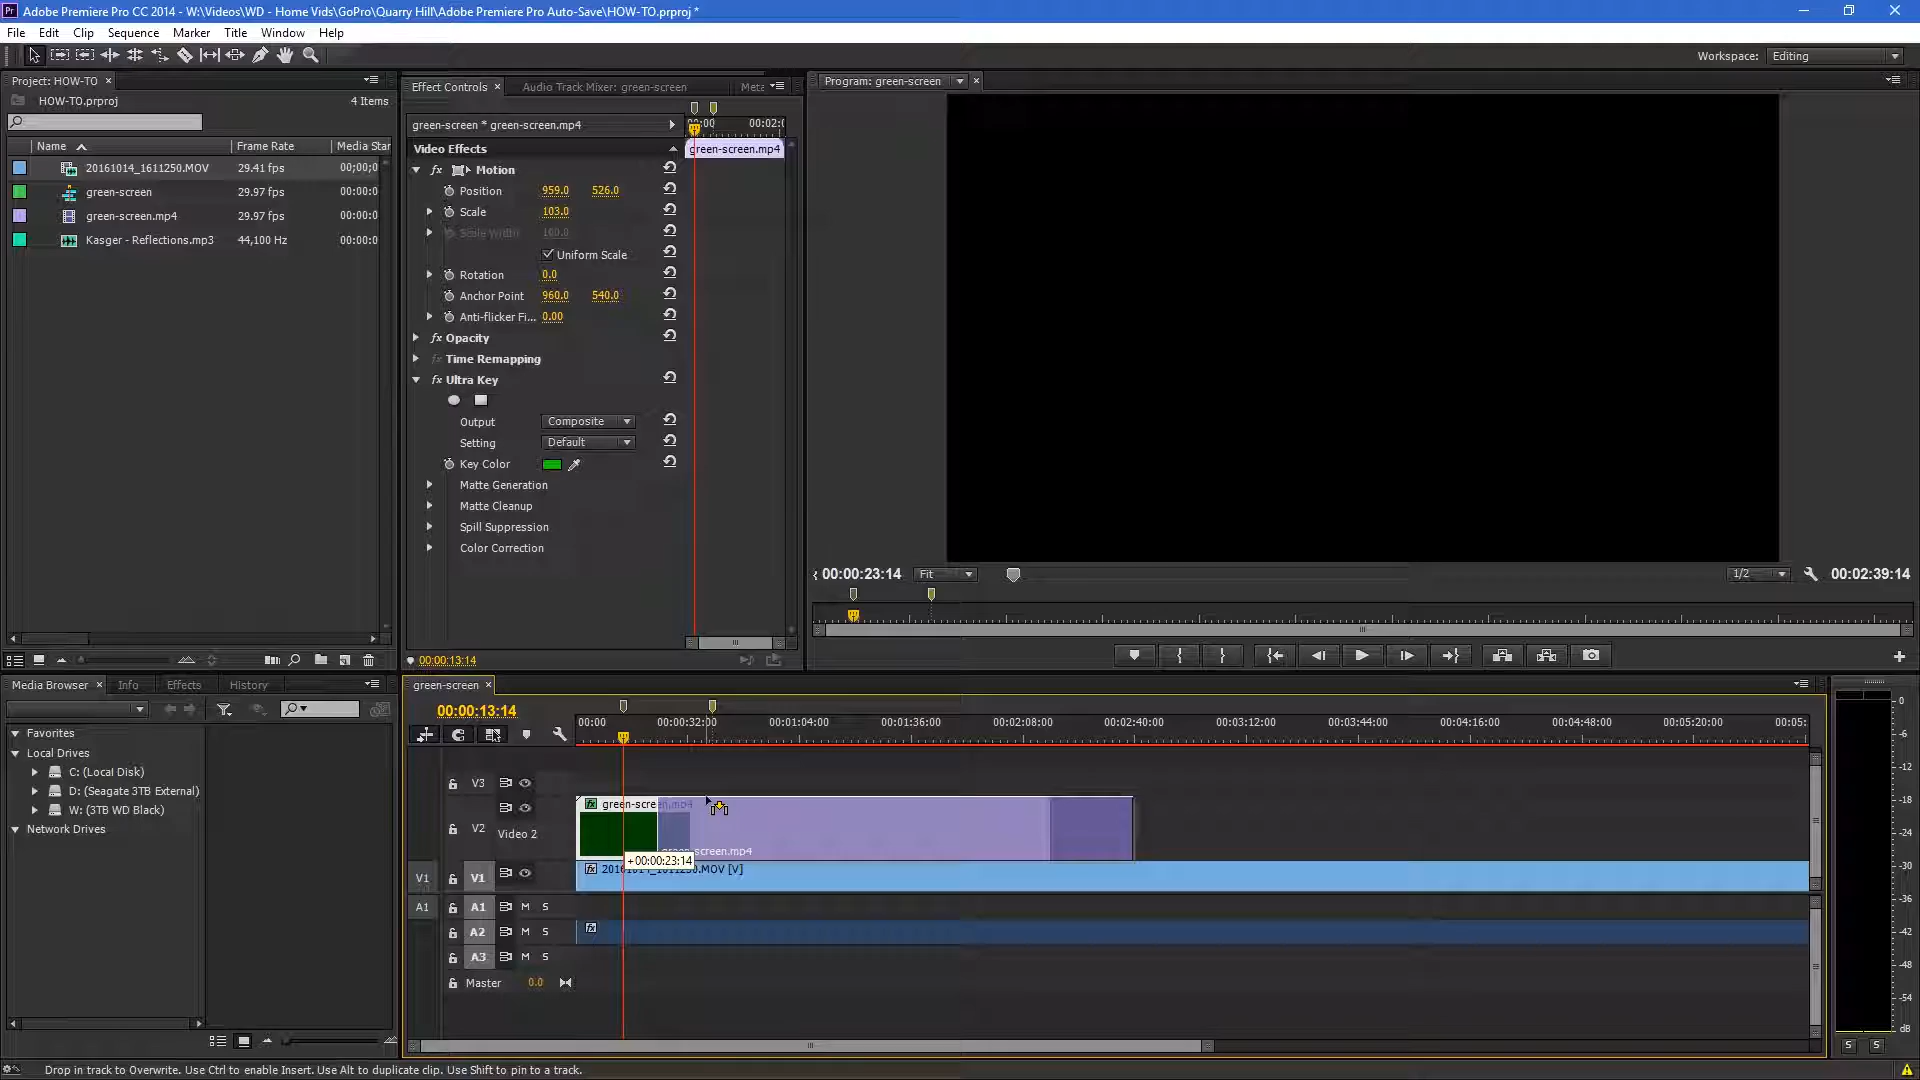 Adobe Premiere Pro CC 2014 - W:\Videos\WD - Home Vids\GoPro\Quarry Hill\Adobe Premiere Pro Auto-Save\HOW-TO.prproj *
File Edit Clip Sequence Marker Title Window Help
Workspace: Editing
Project: HOW-TO
HOW-TO.prproj 4 Items
Name Frame Rate Media Star
20161014_1611250.MOV 29.41 fps 00;00;0
green-screen 29.97 fps 00:00:0
green-screen.mp4 29.97 fps 00:00:0
Kasger - Reflections.mp3 44,100 Hz 00:00:0
Effect Controls Audio Track Mixer: green-screen Meta
green-screen * green-screen.mp4 00:02:(
Video Effects green-screen.mp4
fx Motion
Position 959.0 526.0
Scale 103.0
Scale Width 100.0
Uniform Scale
Rotation 0.0
Anchor Point 960.0 540.0
Anti-flicker Fi... 0.00
fx Opacity
fx Time Remapping
fx Ultra Key
Output Composite
Setting Default
Key Color
Matte Generation
Matte Cleanup
Spill Suppression
Color Correction
00:00:13:14
Program: green-screen
00:00:23:14 Fit 1/2 00:02:39:14
Media Browser Info Effects History
Favorites
Local Drives
C: (Local Disk)
D: (Seagate 3TB External)
W: (3TB WD Black)
Network Drives
green-screen
00:00:13:14
00:00 00:00:32:00 00:01:04:00 00:01:36:00 00:02:08:00 00:02:40:00 00:03:12:00 00:03:44:00 00:04:16:00 00:04:48:00 00:05:20:00 00:05:
V3
V2 Video 2
green-screen.mp4
green-screen.mp4
+00:00:23:14
V1 V1 20161014_1611250.MOV [V]
A1 A1 M S
A2 M S
A3 M S
Master 0.0
0
-6
-12
-18
-24
-30
-36
-42
-48
-54
dB
S S
Drop in track to Overwrite. Use Ctrl to enable Insert. Use Alt to duplicate clip. Use Shift to pin to a track.